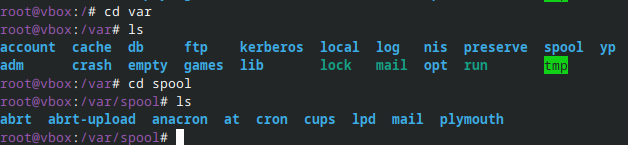 root@vbox:/# cd var
root@vbox:/var# ls
account  cache  db     ftp    kerberos  local  log   nis  preserve  spool  yp
adm      crash  empty  games  lib       lock   mail  opt  run       tmp
root@vbox:/var# cd spool
root@vbox:/var/spool# ls
abrt  abrt-upload  anacron  at  cron  cups  lpd  mail  plymouth
root@vbox:/var/spool#